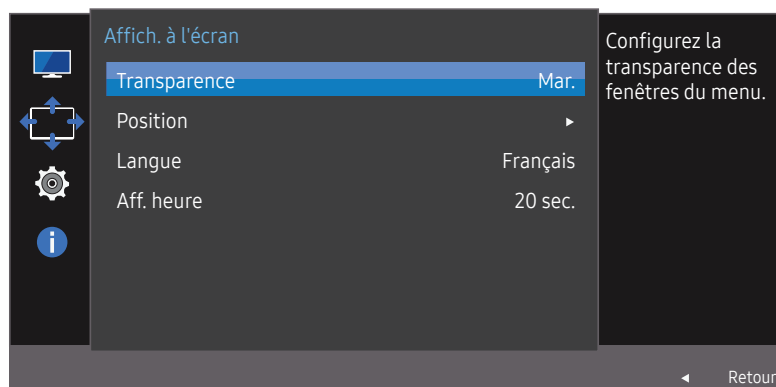 Affich. à l'écran
Transparence Mar.
Position ▸
Langue Français
Aff. heure 20 sec.
Configurez la
transparence des
fenêtres du menu.
◂ Retour